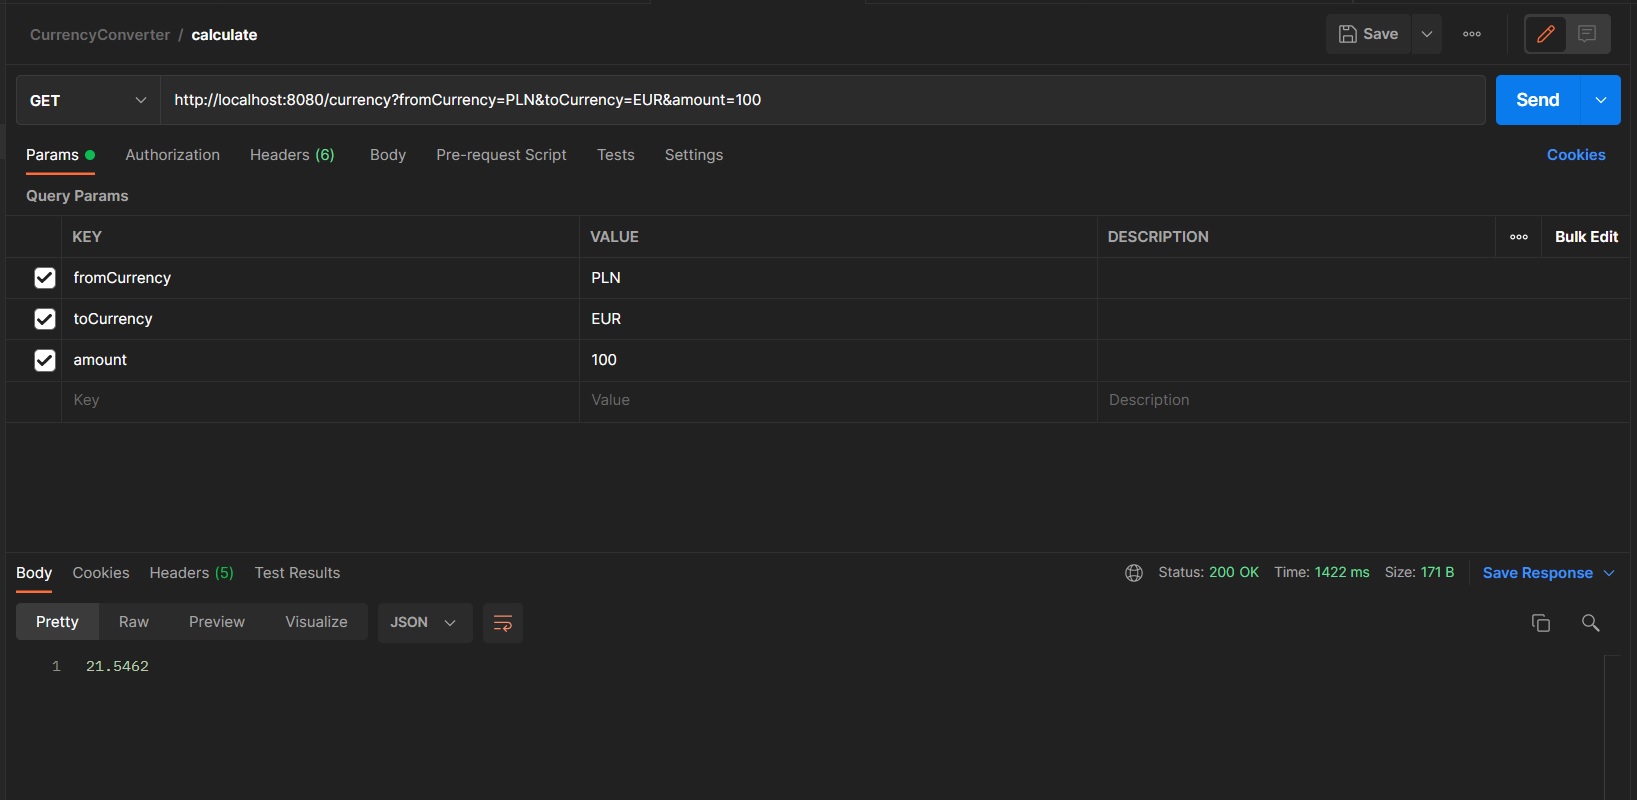 CurrencyConverter / calculate
Save
GET http://localhost:8080/currency?fromCurrency=PLN&toCurrency=EUR&amount=100 Send
Params Authorization Headers (6) Body Pre-request Script Tests Settings Cookies
Query Params
KEY VALUE DESCRIPTION Bulk Edit
fromCurrency PLN
toCurrency EUR
amount 100
Key Value Description
Body Cookies Headers (5) Test Results Status: 200 OK Time: 1422 ms Size: 171 B Save Response
Pretty Raw Preview Visualize JSON
1 21.5462